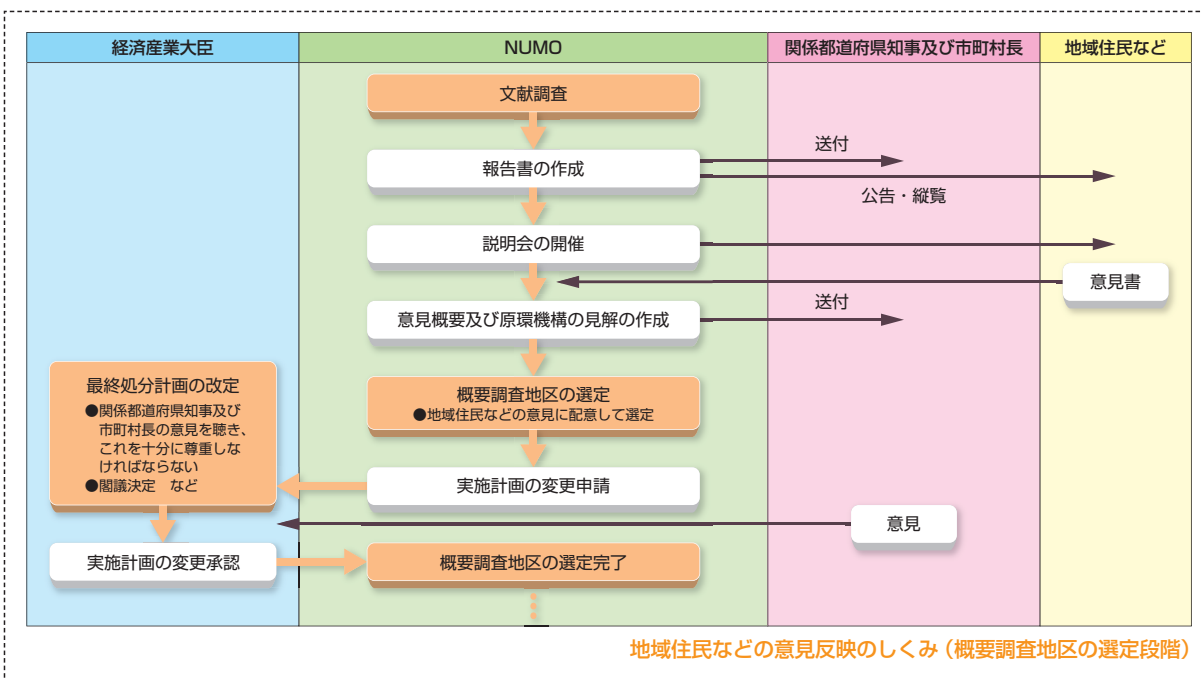 経済産業大臣
NUMO
関係都道府県知事及び市町村長
地域住民など
文献調査
送付
報告書の作成
公告・縦覧
説明会の開催
意見書
送付
意見概要及び原環機構の見解の作成
最終処分計画の改定
●関係都道府県知事及び
市町村長の意見を聴き、
これを十分に尊重しな
ければならない
●閣議決定 など
概要調査地区の選定
●地域住民などの意見に配意して選定
実施計画の変更申請
意見
実施計画の変更承認
概要調査地区の選定完了
地域住民などの意見反映のしくみ(概要調査地区の選定段階)